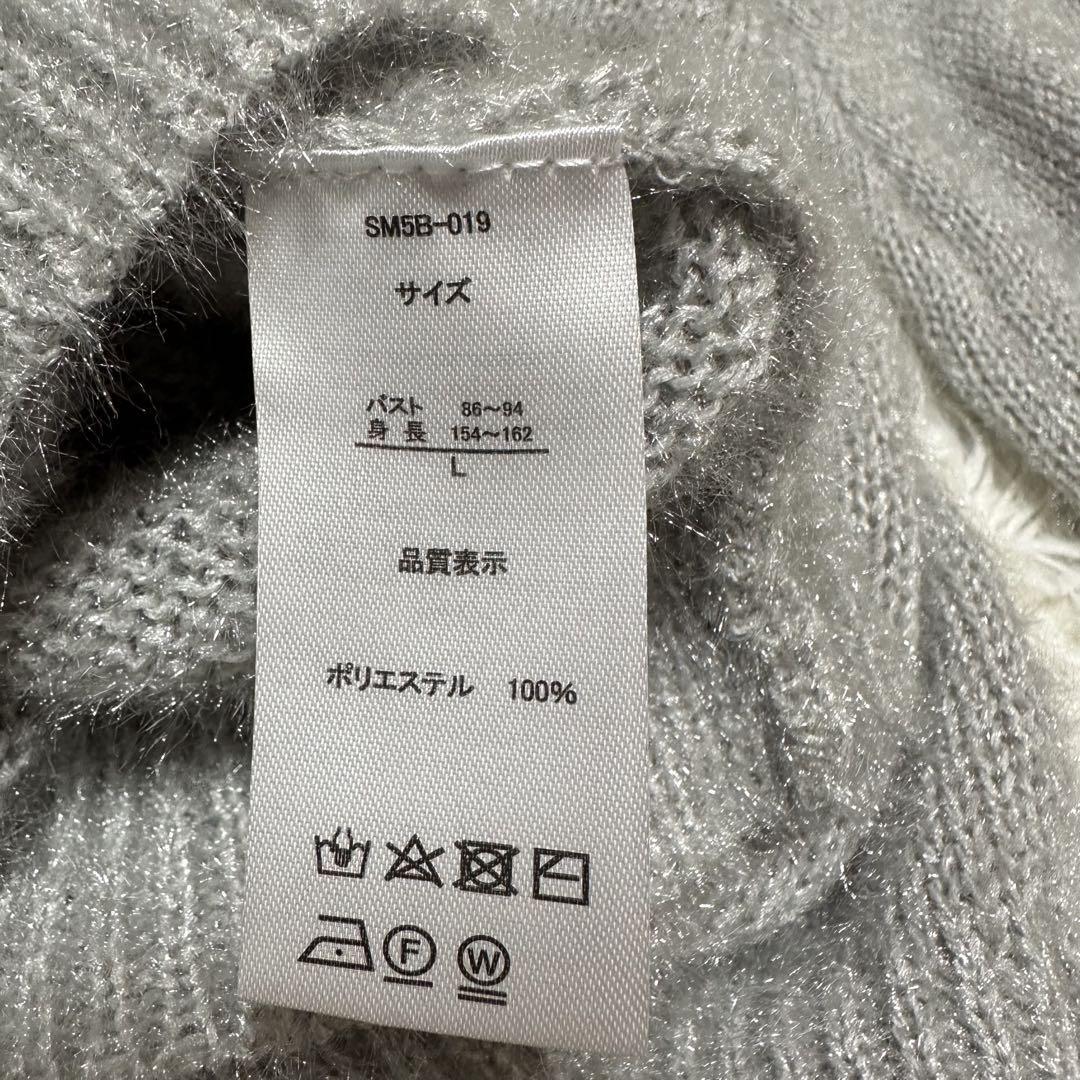 SM5B-019
サイズ
バスト 86～94
身長 154～162
L
品質表示
ポリエステル 100%
F W